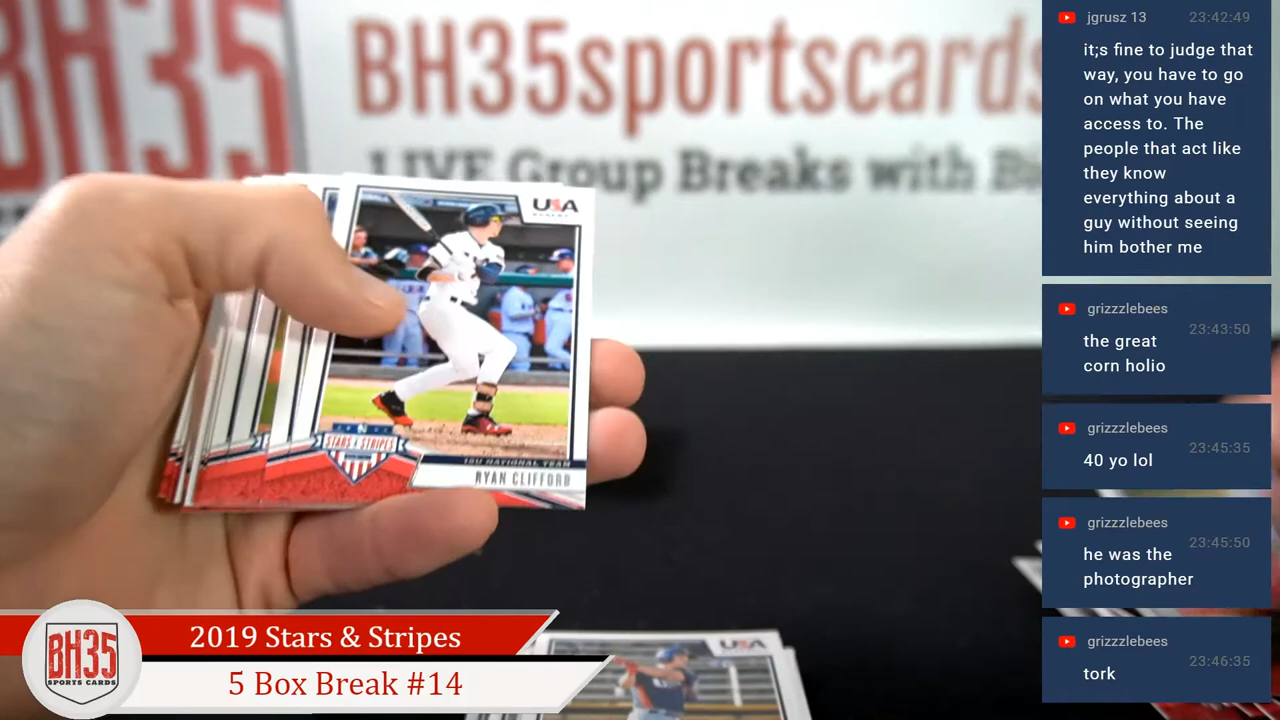 BH35
BH35sportscards
LIVE Group Breaks with
USA
BASEBALL
STARS & STRIPES
18U NATIONAL TEAM
RYAN CLIFFORD
USA
BH35
SPORTS CARDS
2019 Stars & Stripes
5 Box Break #14
jgrusz 13
23:42:49
it;s fine to judge that
way, you have to go
on what you have
access to. The
people that act like
they know
everything about a
guy without seeing
him bother me
grizzzlebees
23:43:50
the great
corn holio
grizzzlebees
23:45:35
40 yo lol
grizzzlebees
23:45:50
he was the
photographer
grizzzlebees
23:46:35
tork